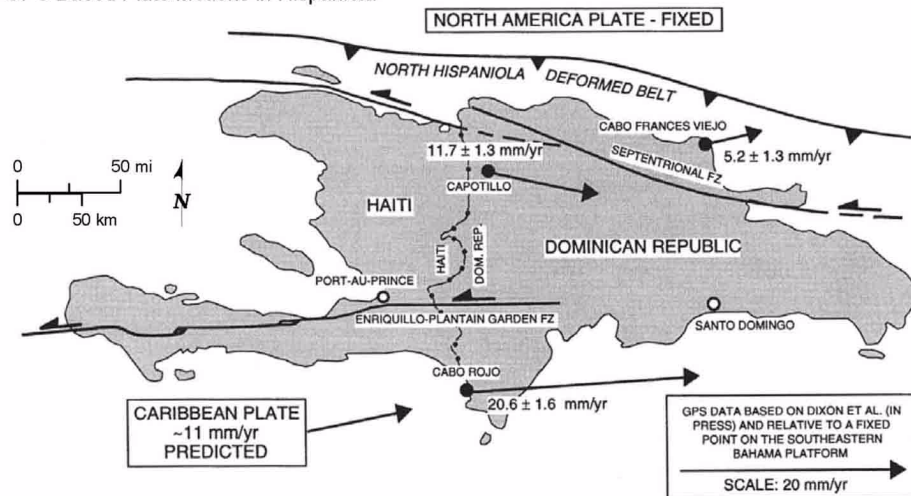 NORTH AMERICA PLATE - FIXED
NORTH HISPANIOLA DEFORMED BELT
CABO FRANCES VIEJO
5.2 ± 1.3 mm/yr
11.7 ± 1.3 mm/yr
SEPTENTRIONAL FZ
CAPOTILLO
0 50 mi
0 50 km
N
HAITI
DOMINICAN REPUBLIC
HAITI
DOM. REP.
PORT-AU-PRINCE
ENRIQUILLO-PLANTAIN GARDEN FZ
SANTO DOMINGO
CABO ROJO
20.6 ± 1.6 mm/yr
CARIBBEAN PLATE
~11 mm/yr
PREDICTED
GPS DATA BASED ON DIXON ET AL. (IN
PRESS) AND RELATIVE TO A FIXED
POINT ON THE SOUTHEASTERN
BAHAMA PLATFORM
SCALE: 20 mm/yr